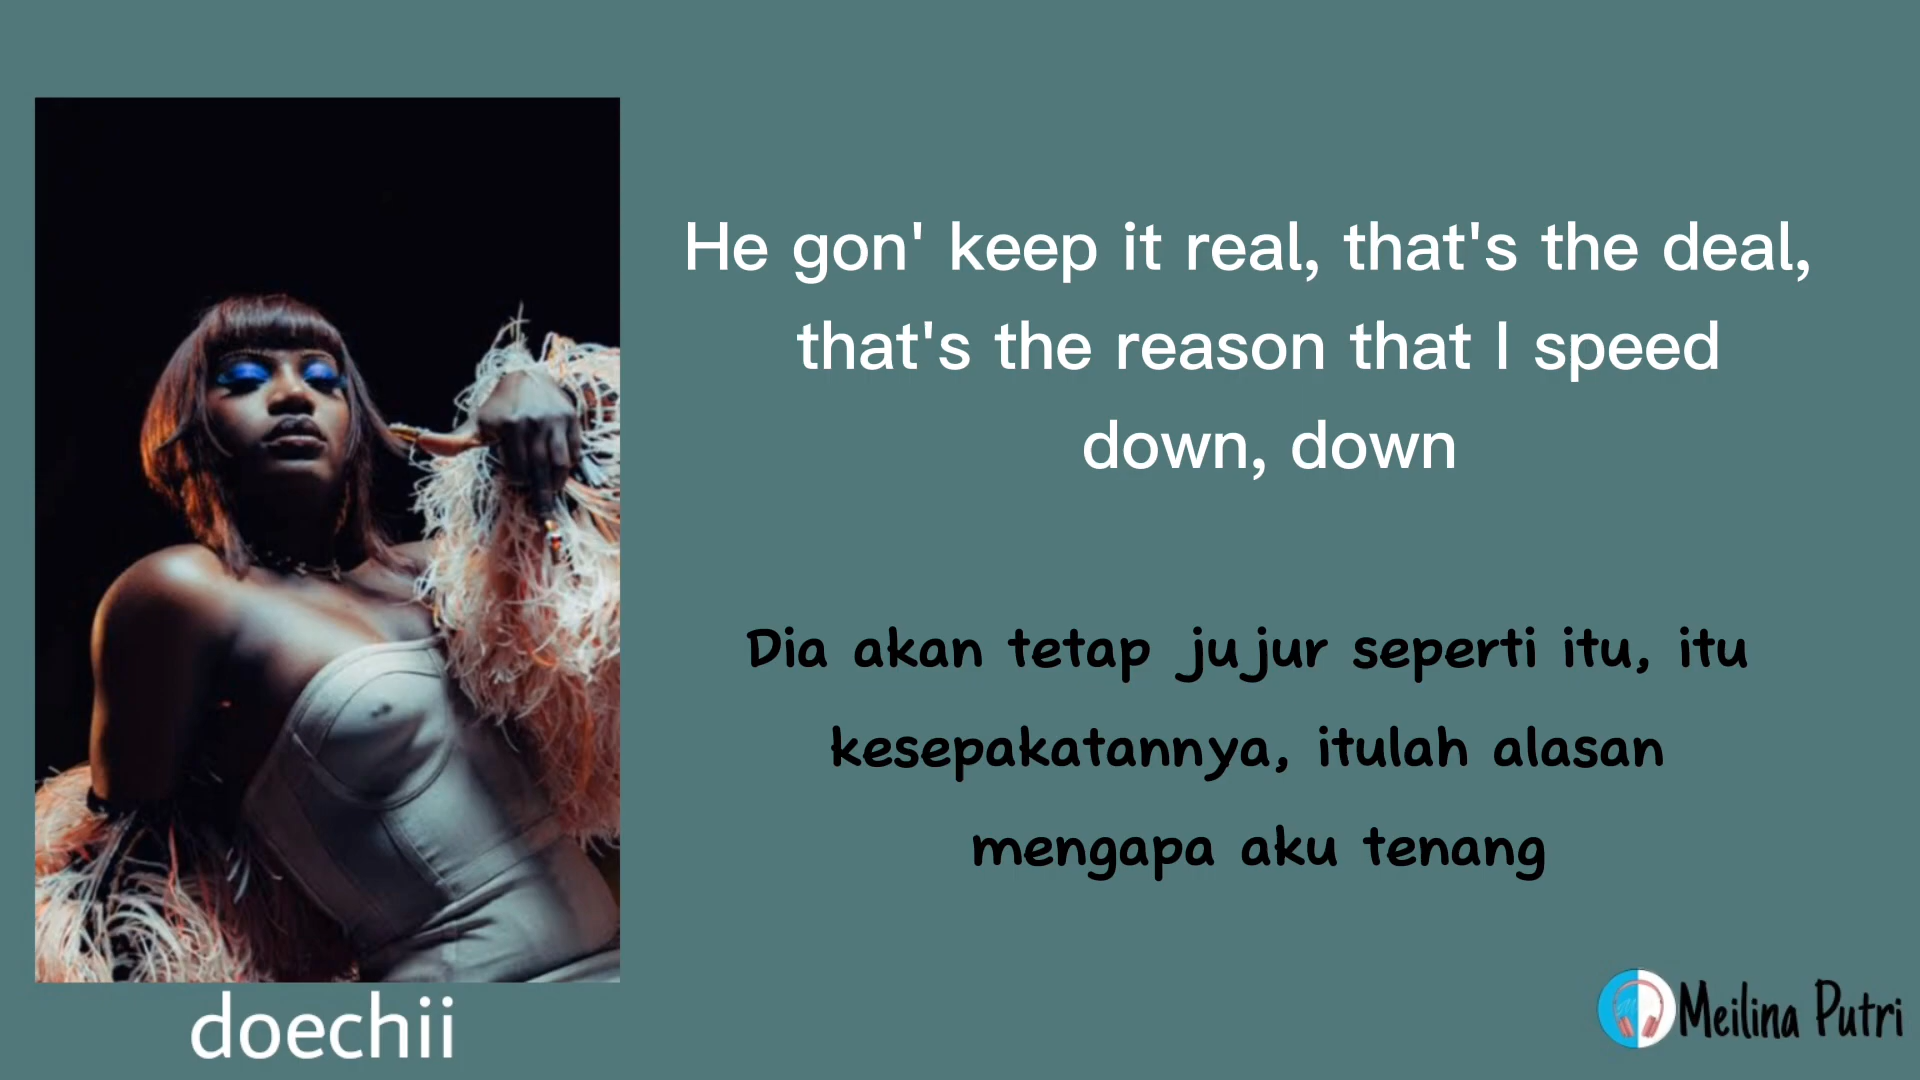 He gon' keep it real, that's the deal,
that's the reason that I speed
down, down
Dia akan tetap jujur seperti itu, itu
kesepakatannya, itulah alasan
mengapa aku tenang
doechii
Meilina Putri